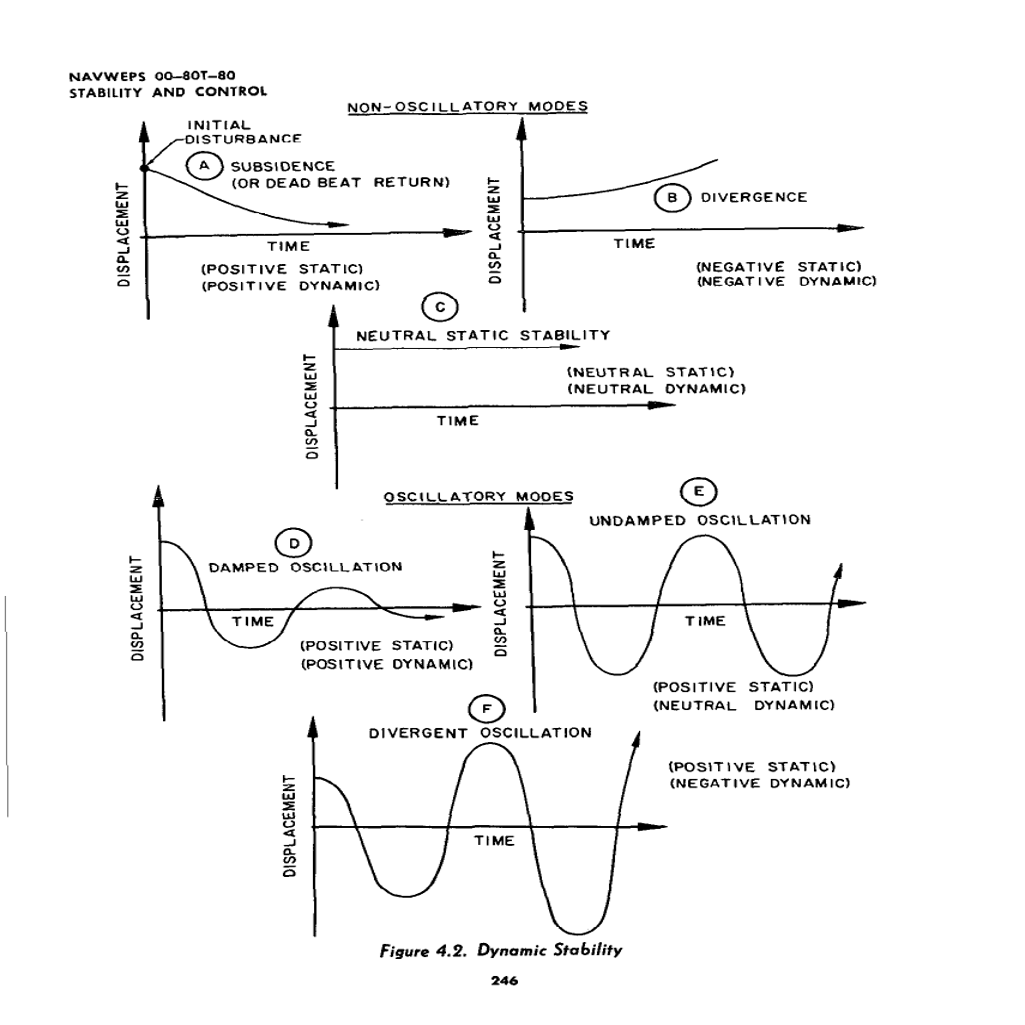 NAVWEPS 00-80T-80
STABILITY AND CONTROL
NON-OSCILLATORY MODES
INITIAL
DISTURBANCE
A SUBSIDENCE
(OR DEAD BEAT RETURN)
DISPLACEMENT
TIME
(POSITIVE STATIC)
(POSITIVE DYNAMIC)
B DIVERGENCE
DISPLACEMENT
TIME
(NEGATIVE STATIC)
(NEGATIVE DYNAMIC)
C
NEUTRAL STATIC STABILITY
DISPLACEMENT
(NEUTRAL STATIC)
(NEUTRAL DYNAMIC)
TIME
OSCILLATORY MODES
D
DAMPED OSCILLATION
DISPLACEMENT
TIME
(POSITIVE STATIC)
(POSITIVE DYNAMIC)
E
UNDAMPED OSCILLATION
DISPLACEMENT
TIME
(POSITIVE STATIC)
(NEUTRAL DYNAMIC)
F
DIVERGENT OSCILLATION
DISPLACEMENT
TIME
(POSITIVE STATIC)
(NEGATIVE DYNAMIC)
Figure 4.2. Dynamic Stability
246